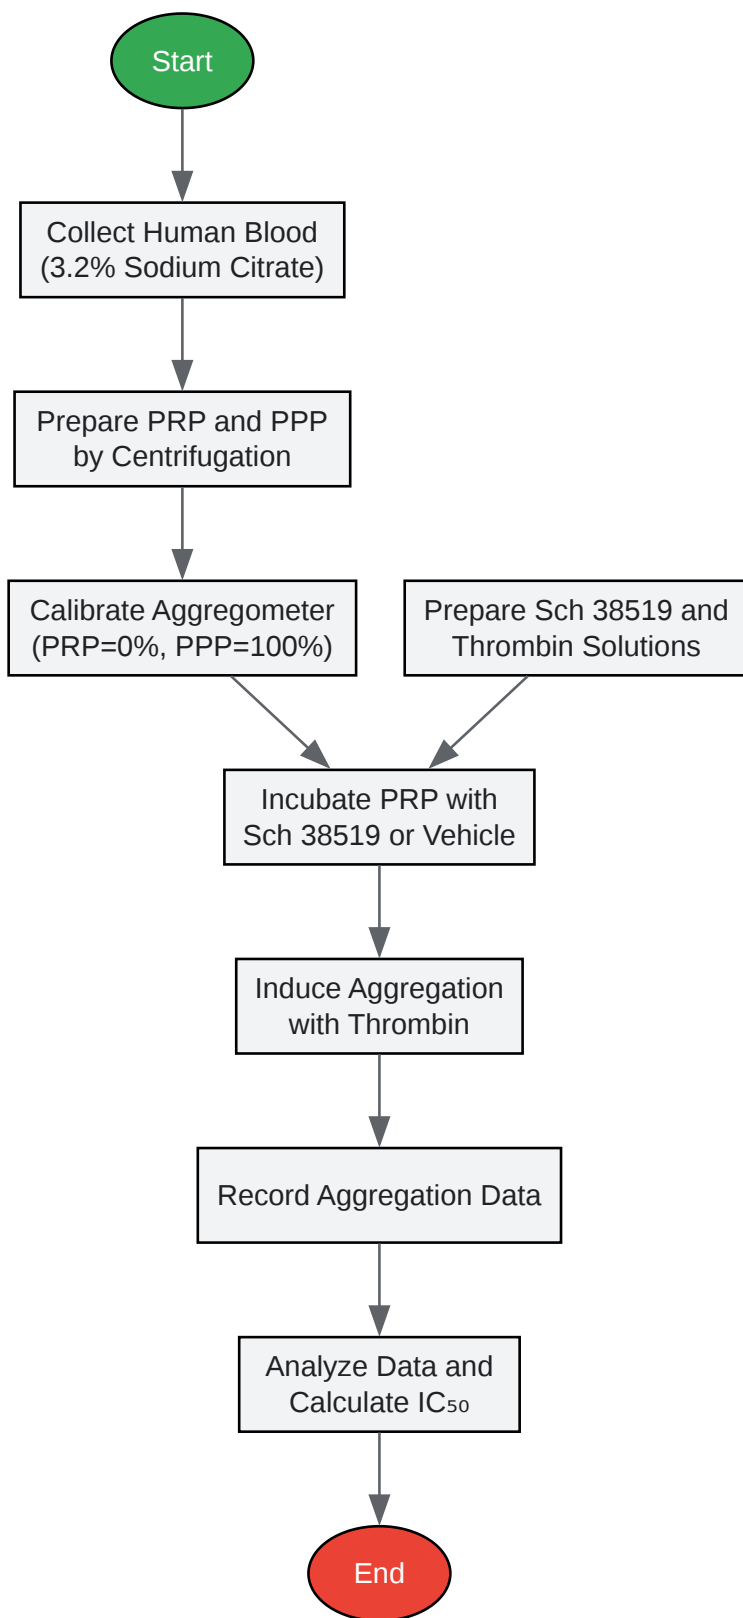 Start
Collect Human Blood
(3.2% Sodium Citrate)
Prepare PRP and PPP
by Centrifugation
Calibrate Aggregometer
(PRP=0%, PPP=100%)
Prepare Sch 38519 and
Thrombin Solutions
Incubate PRP with
Sch 38519 or Vehicle
Induce Aggregation
with Thrombin
Record Aggregation Data
Analyze Data and
Calculate IC₅₀
End